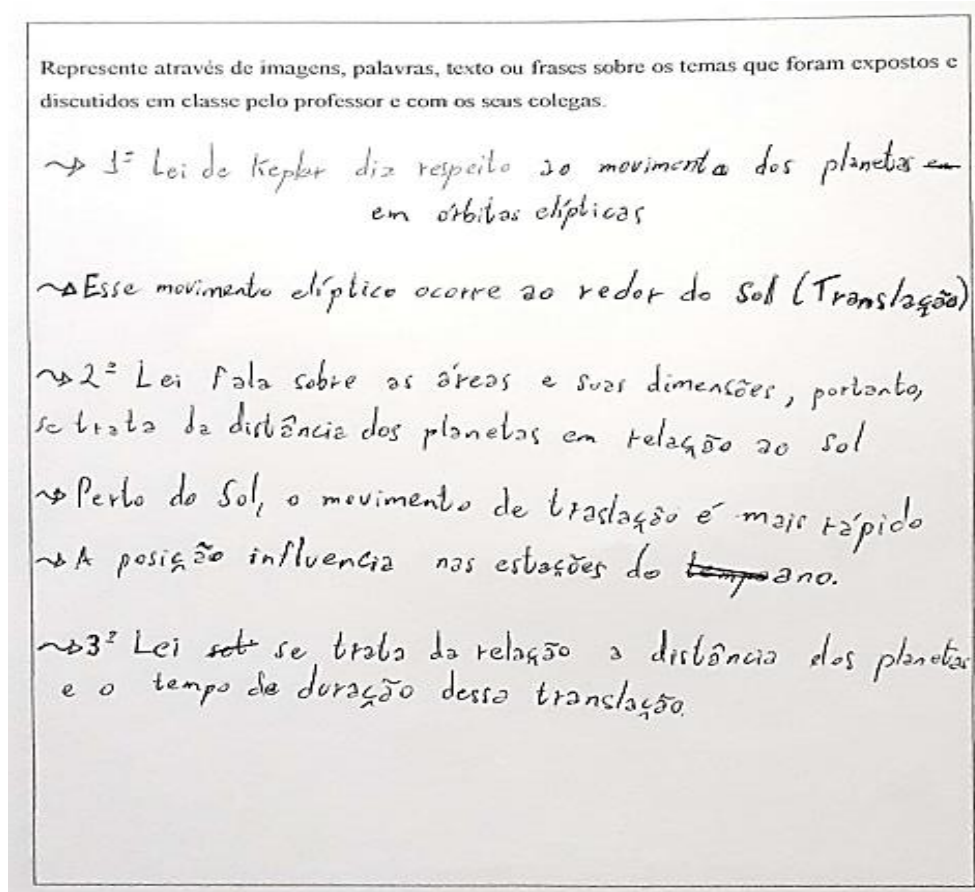 Represente através de imagens, palavras, texto ou frases sobre os temas que foram expostos e
discutidos em classe pelo professor e com os seus colegas.
↝ 1ª Lei de Kepler diz respeito ao movimento dos planetas em
em órbitas elípticas
↝ Esse movimento elíptico ocorre ao redor do Sol (Translação)
↝ 2ª Lei fala sobre as áreas e suas dimensões, portanto,
se trata da distância dos planetas em relação ao Sol
↝ Perto do Sol, o movimento de traslação é mais rápido
↝ A posição influencia nas estações do tempo ano.
↝ 3ª Lei sob se trata da relação a distância dos planetas
e o tempo de duração dessa translação.